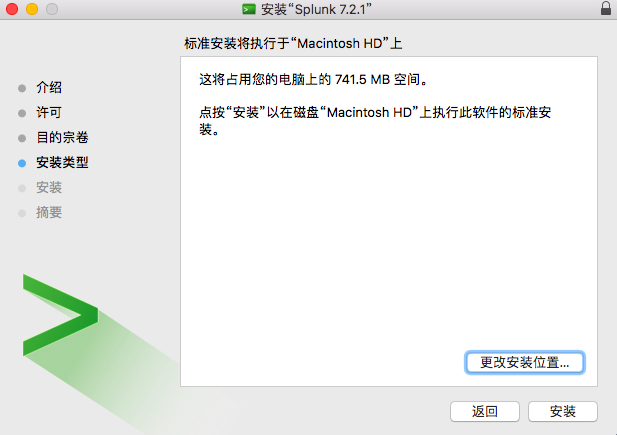 安装“Splunk 7.2.1”
标准安装将执行于“Macintosh HD”上
介绍
许可
目的宗卷
安装类型
安装
摘要
这将占用您的电脑上的 741.5 MB 空间。
点按“安装”以在磁盘“Macintosh HD”上执行此软件的标准安
装。
更改安装位置...
返回
安装